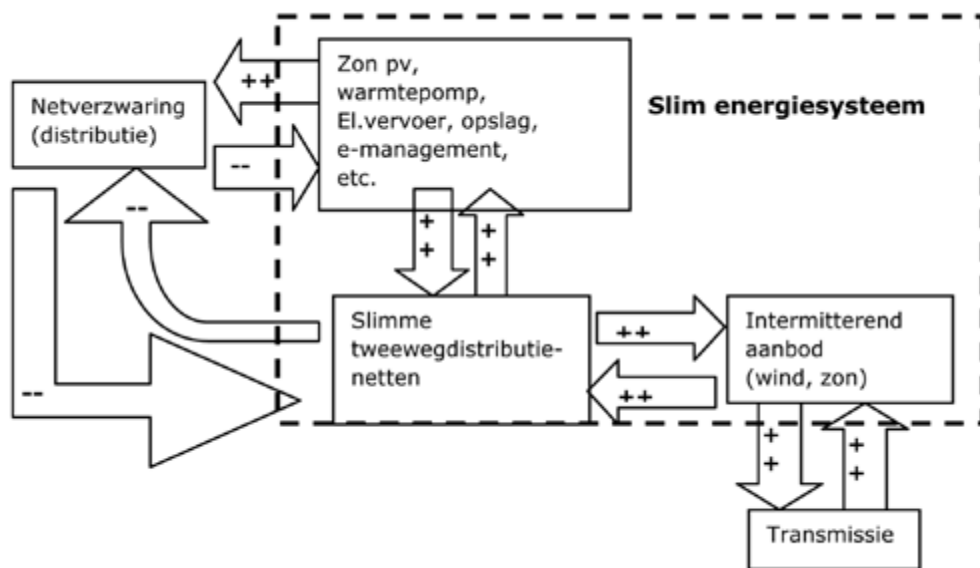 Zon pv,
warmtepomp,
El.vervoer, opslag,
e-management,
etc.
Slim energiesysteem
Netverzwaring
(distributie)
++
--
--
++
++
--
Slimme
tweewegdistributie-
netten
++
++
Intermitterend
aanbod
(wind, zon)
++
++
Transmissie